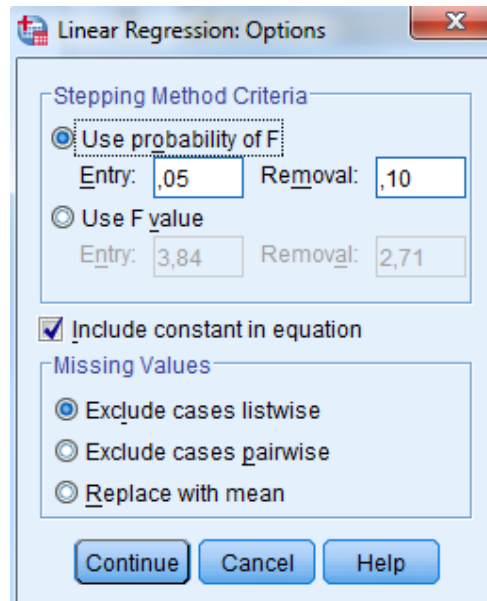 Linear Regression: Options
Stepping Method Criteria
Use probability of F
Entry: ,05 Removal: ,10
Use F value
Entry: 3,84 Removal: 2,71
Include constant in equation
Missing Values
Exclude cases listwise
Exclude cases pairwise
Replace with mean
Continue Cancel Help